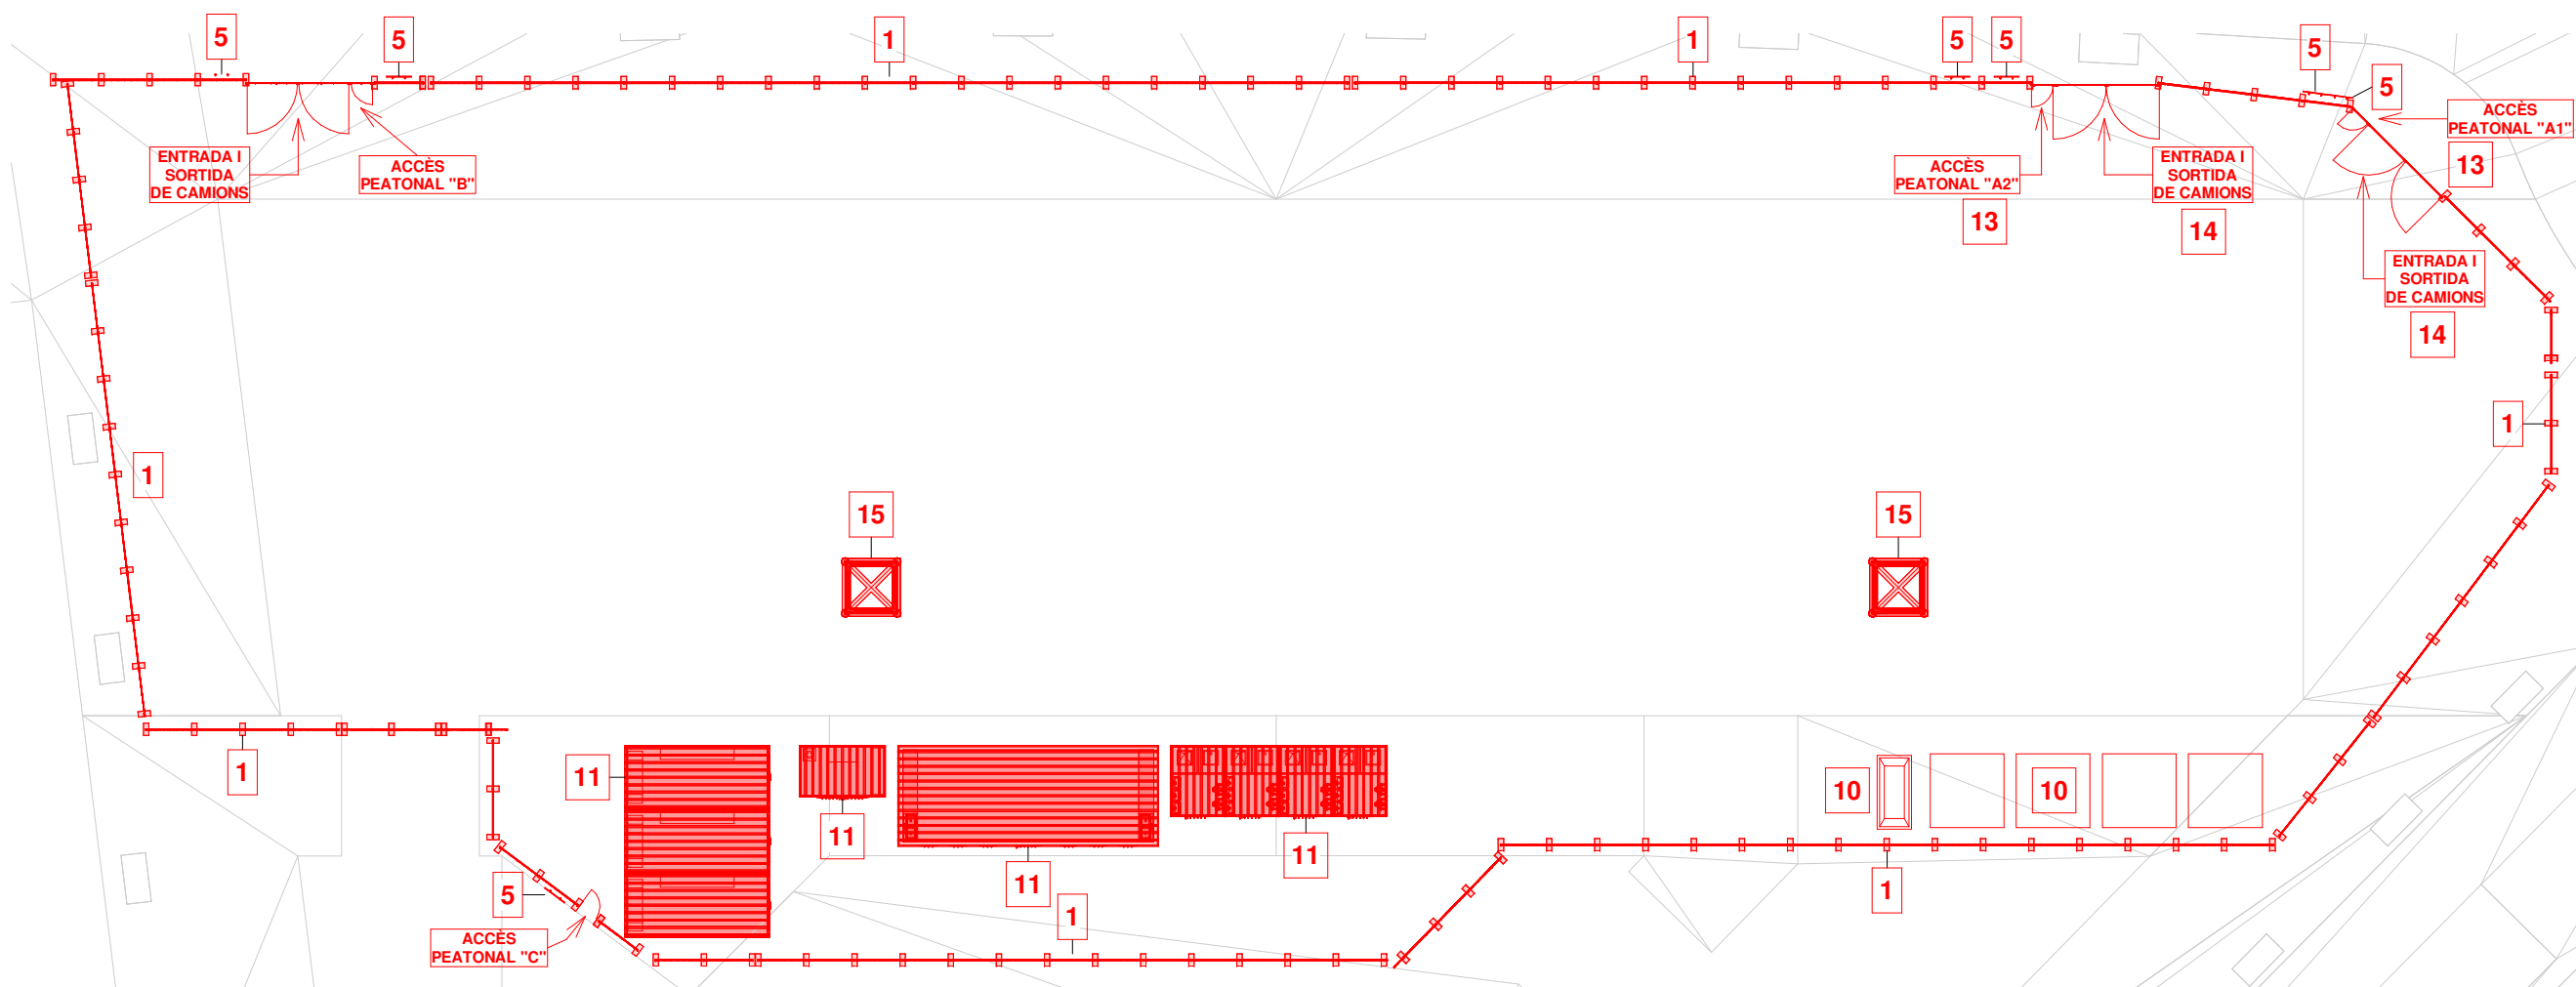 5
5
1
1
5
5
5
5
ACCÈS
PEATONAL "A1"
13
ENTRADA I
SORTIDA
DE CAMIONS
ACCÈS
PEATONAL "B"
ACCÈS
PEATONAL "A2"
13
ENTRADA I
SORTIDA
DE CAMIONS
14
ENTRADA I
SORTIDA
DE CAMIONS
14
1
1
15
15
1
11
11
11
11
10
10
5
1
1
ACCÈS
PEATONAL "C"